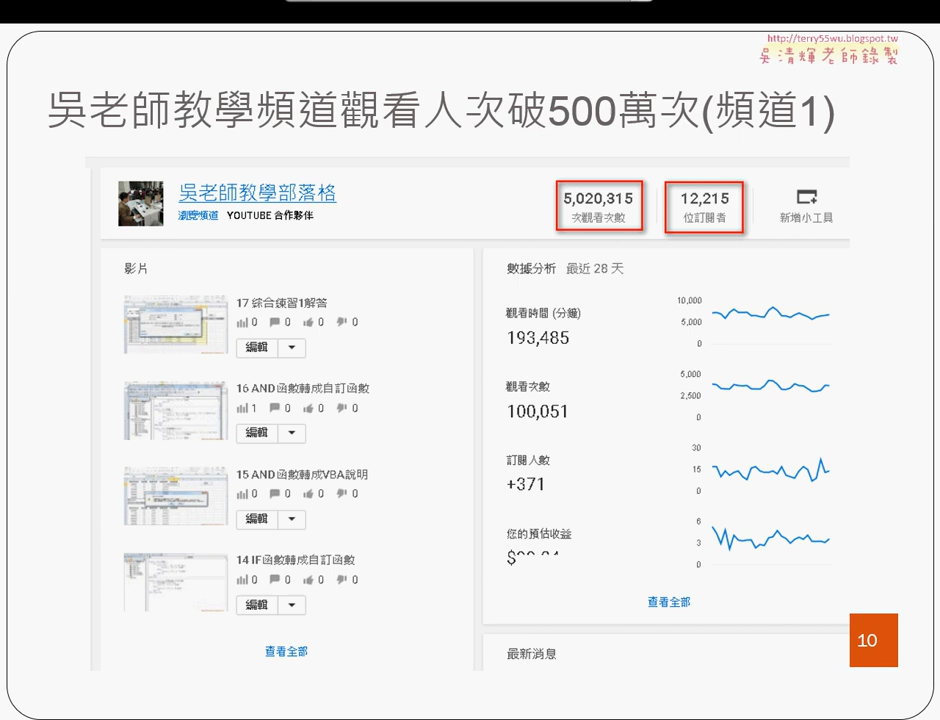 http://terry55wu.blogspot.tw
吳清輝老師錄製
吳老師教學頻道觀看人次破500萬次(頻道1)
吳老師教學部落格
瀏覽頻道 YOUTUBE 合作夥伴
5,020,315
次觀看次數
12,215
位訂閱者
新增小工具
影片
17 綜合練習1解答
0 0 0 0
編輯
16 AND函數轉成自訂函數
1 0 0 0
編輯
15 AND函數轉成VBA說明
0 0 0 0
編輯
14 IF函數轉成自訂函數
0 0 0 0
編輯
查看全部
數據分析 最近 28 天
觀看時間 (分鐘)
193,485
10,000
5,000
0
觀看次數
100,051
5,000
2,500
0
訂閱人數
+371
30
15
0
您的預估收益
6
3
0
查看全部
最新消息
10